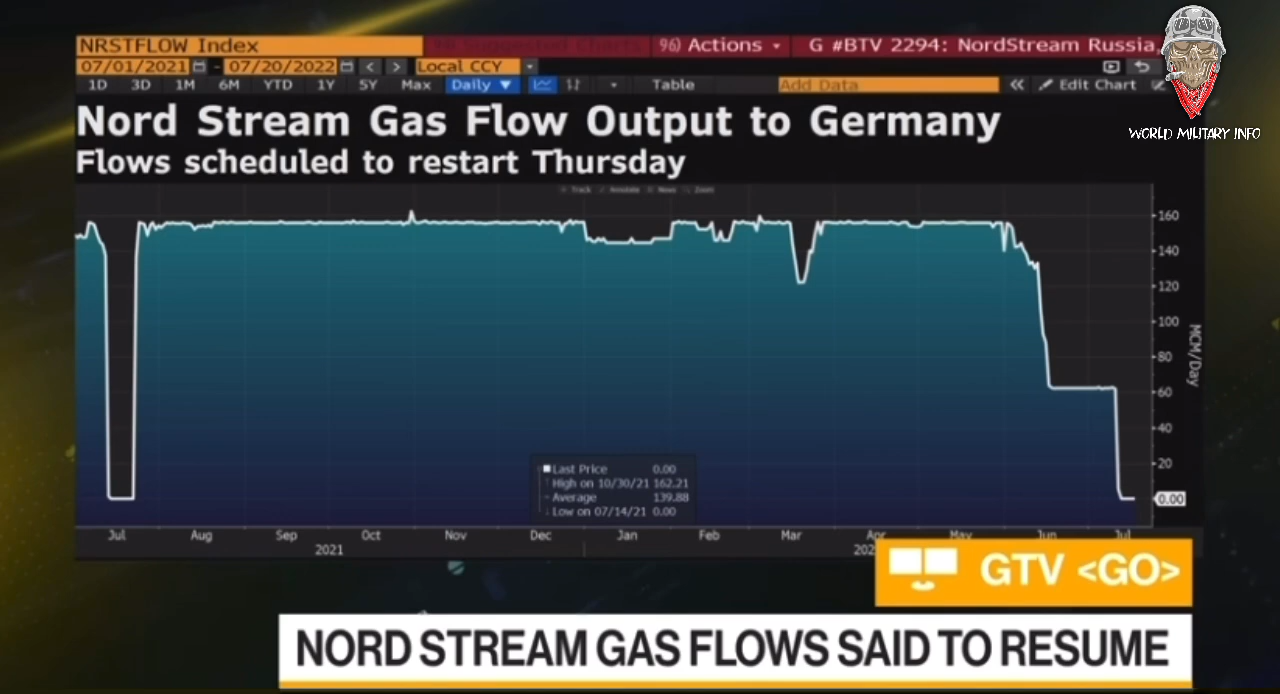 NRSTFLOW Index
96) Actions
G #BTV 2294: NordStream Russia
07/01/2021 - 07/20/2022
Local CCY
1D 3D 1M 6M YTD 1Y 5Y Max Daily ▼
Table
Add Data
« Edit Chart
WORLD MILITARY INFO
Nord Stream Gas Flow Output to Germany
Flows scheduled to restart Thursday
Track Annotate News Zoom
160
140
120
100
80
60
40
20
0.00
MCM/Day
Last Price 0.00
High on 10/30/21 162.21
Average 139.88
Low on 07/14/21 0.00
Jul Aug Sep Oct Nov Dec Jan Feb Mar Apr May Jun Jul
2021
GTV <GO>
NORD STREAM GAS FLOWS SAID TO RESUME